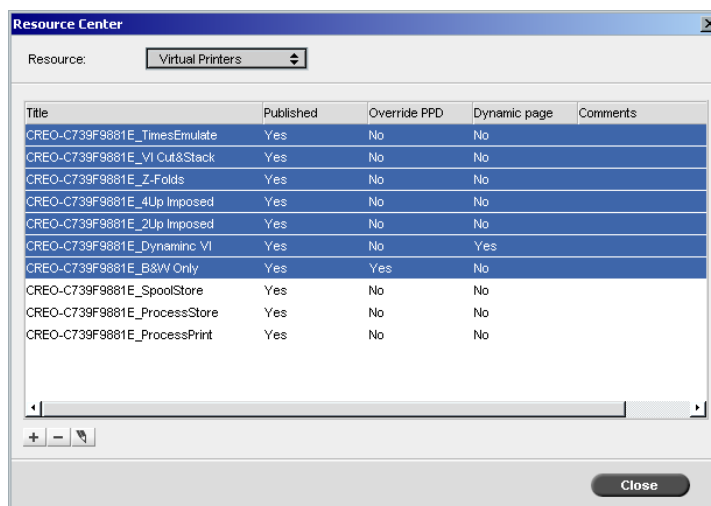 Resource Center
Resource: Virtual Printers
Title Published Override PPD Dynamic page Comments
CREO-C739F9881E_TimesEmulate Yes No No
CREO-C739F9881E_VI Cut&Stack Yes No No
CREO-C739F9881E_Z-Folds Yes No No
CREO-C739F9881E_4Up Imposed Yes No No
CREO-C739F9881E_2Up Imposed Yes No No
CREO-C739F9881E_Dynaminc VI Yes No Yes
CREO-C739F9881E_B&W Only Yes Yes No
CREO-C739F9881E_SpoolStore Yes No No
CREO-C739F9881E_ProcessStore Yes No No
CREO-C739F9881E_ProcessPrint Yes No No
Close